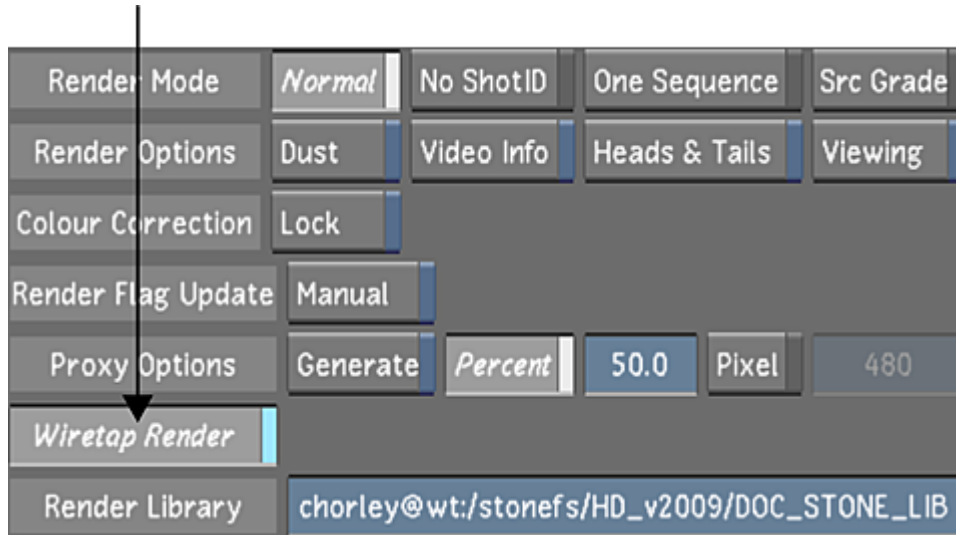 Render Mode Normal No ShotID One Sequence Src Grade
Render Options Dust Video Info Heads & Tails Viewing
Colour Correction Lock
Render Flag Update Manual
Proxy Options Generate Percent 50.0 Pixel 480
Wiretap Render
Render Library chorley@wt:/stonefs/HD_v2009/DOC_STONE_LIB